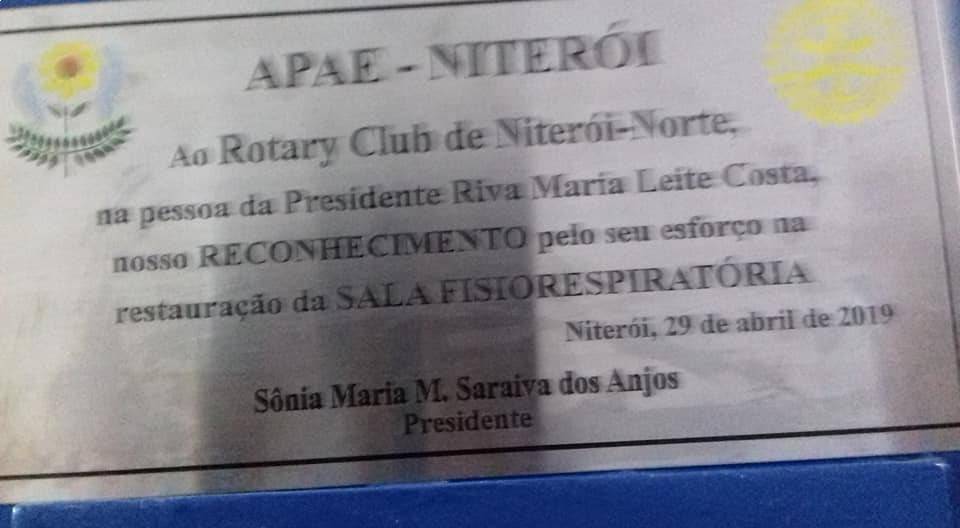 APAE - NITERÓI
Ao Rotary Club de Niterói-Norte,
na pessoa da Presidente Riva Maria Leite Costa,
nosso RECONHECIMENTO pelo seu esforço na
restauração da SALA FISIORESPIRATÓRIA
Niterói, 29 de abril de 2019
Sônia Maria M. Saraiva dos Anjos
Presidente